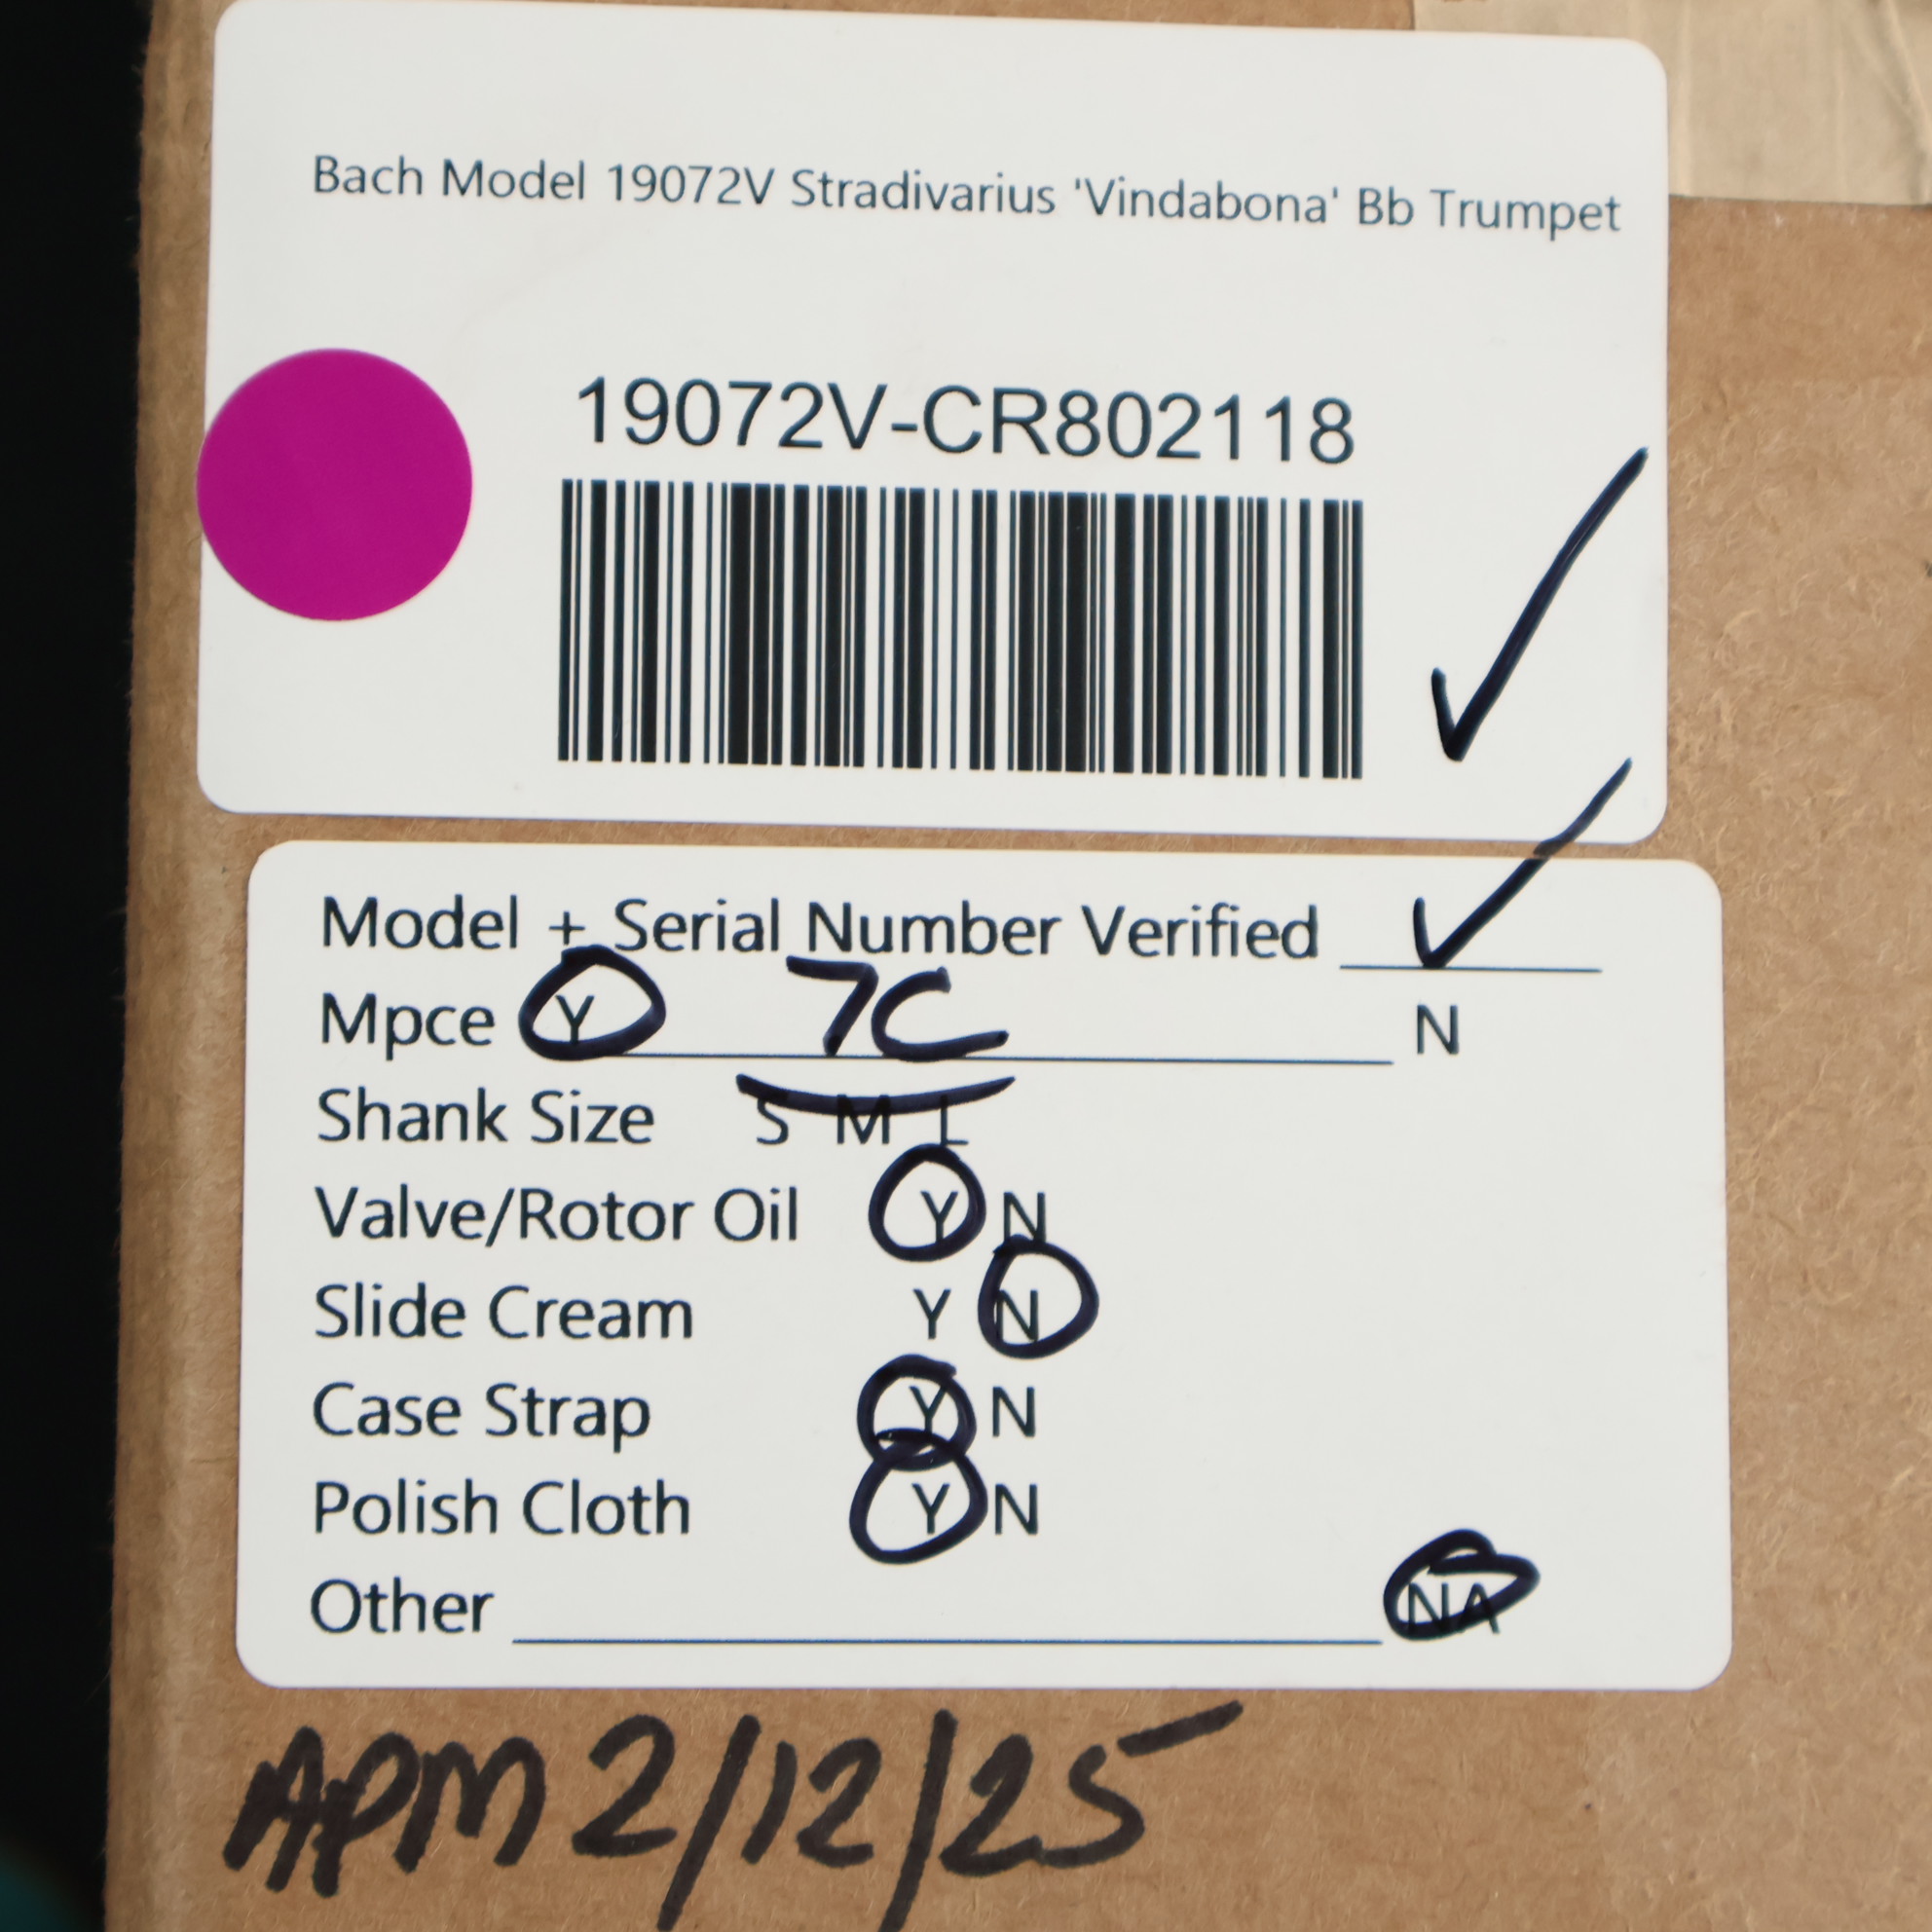 Bach Model 19072V Stradivarius 'Vindabona' Bb Trumpet
19072V-CR802118
Model + Serial Number Verified ✓
Mpce Y 7C N
Shank Size S M L
Valve/Rotor Oil Y N
Slide Cream Y N
Case Strap Y N
Polish Cloth Y N
Other NA
APM 2/12/25